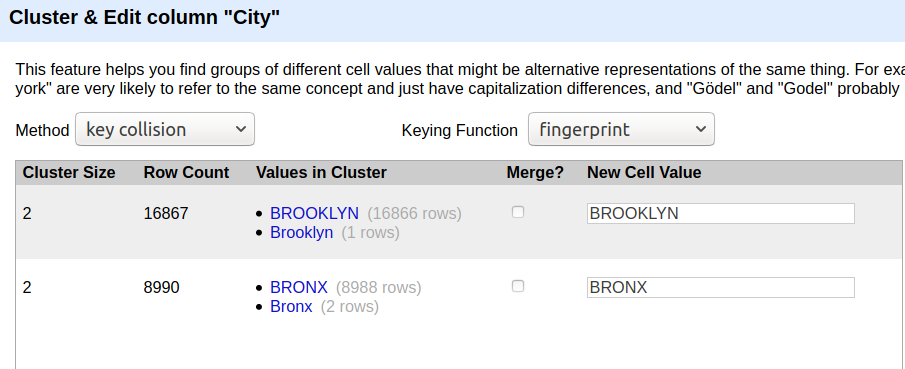 Cluster & Edit column "City"
This feature helps you find groups of different cell values that might be alternative representations of the same thing. For
york" are very likely to refer to the same concept and just have capitalization differences, and "Gödel" and "Godel" probably
Method key collision Keying Function fingerprint
Cluster Size Row Count Values in Cluster Merge? New Cell Value
2 16867 • BROOKLYN (16866 rows) BROOKLYN
• Brooklyn (1 rows)
2 8990 • BRONX (8988 rows) BRONX
• Bronx (2 rows)